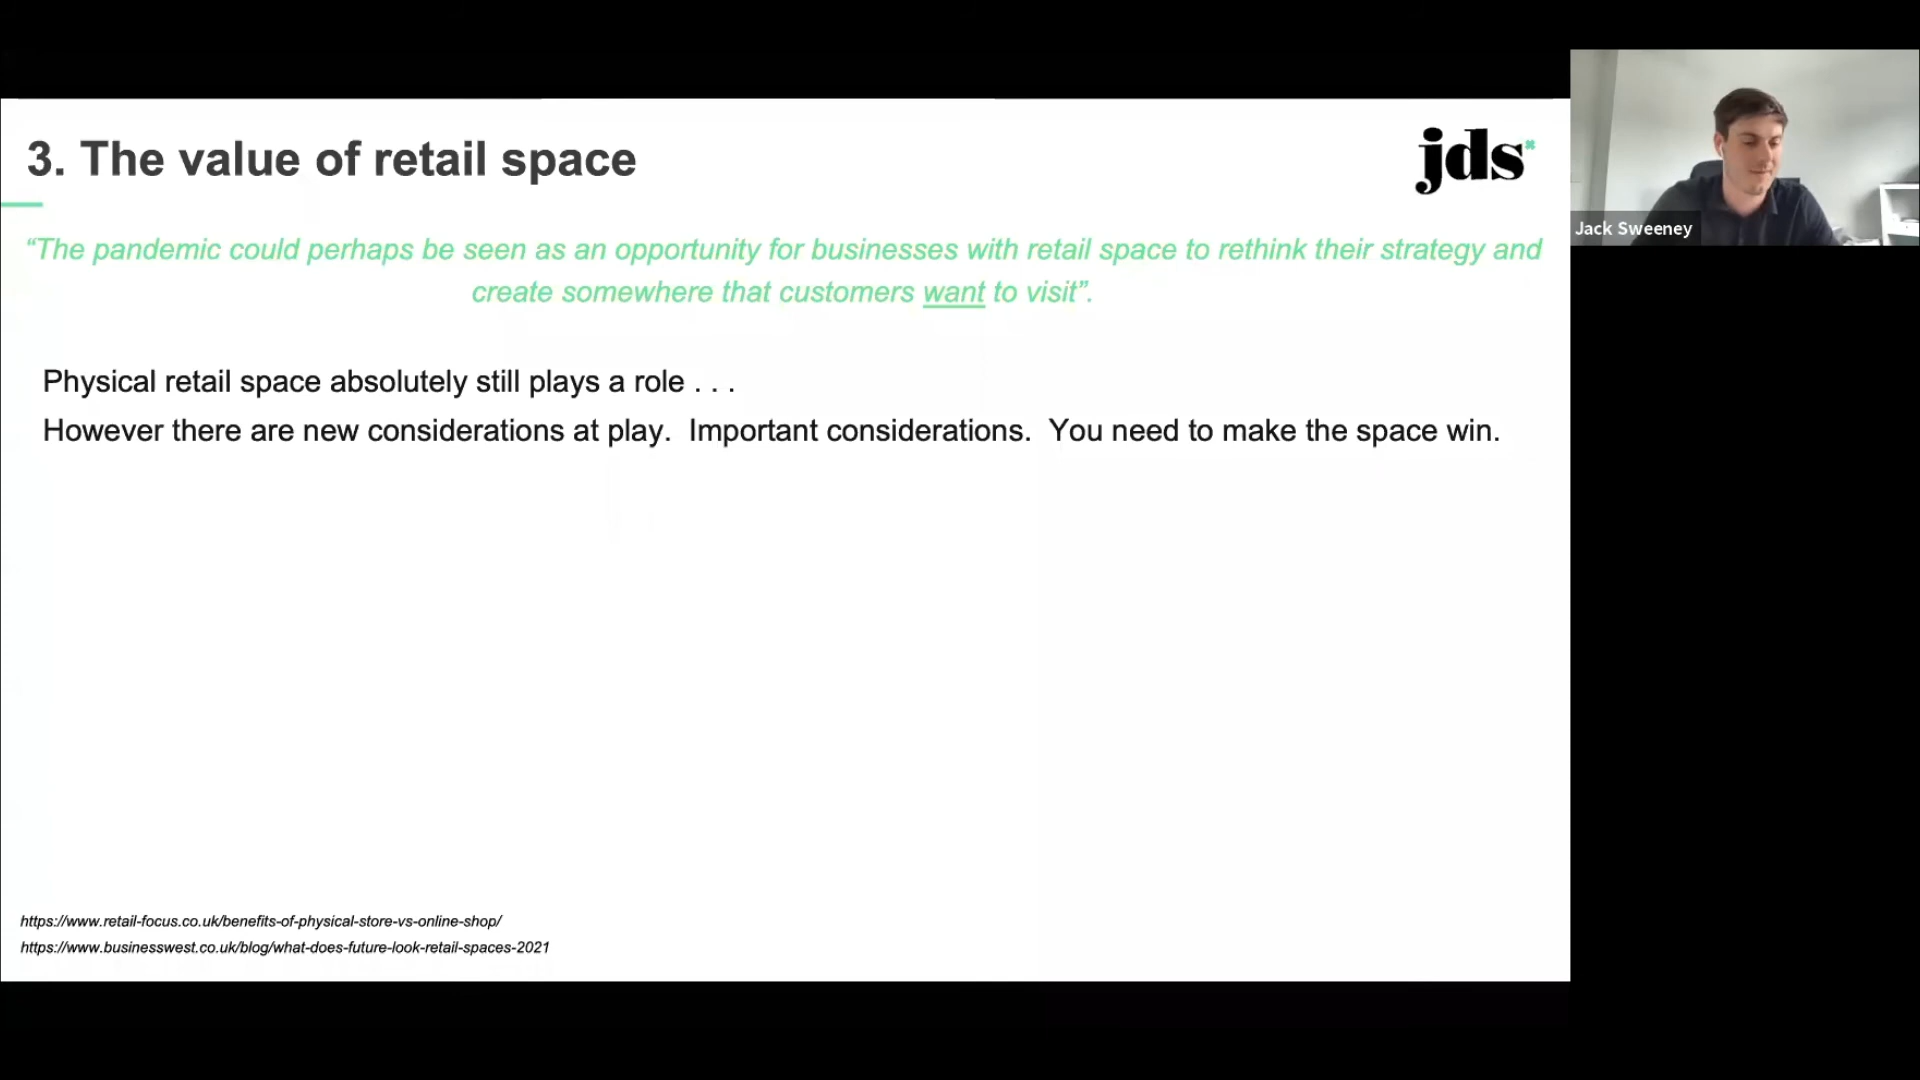 3. The value of retail space
jds
“The pandemic could perhaps be seen as an opportunity for businesses with retail space to rethink their strategy and
create somewhere that customers want to visit”.
Physical retail space absolutely still plays a role . . .
However there are new considerations at play.  Important considerations.  You need to make the space win.
https://www.retail-focus.co.uk/benefits-of-physical-store-vs-online-shop/
https://www.businesswest.co.uk/blog/what-does-future-look-retail-spaces-2021
Jack Sweeney